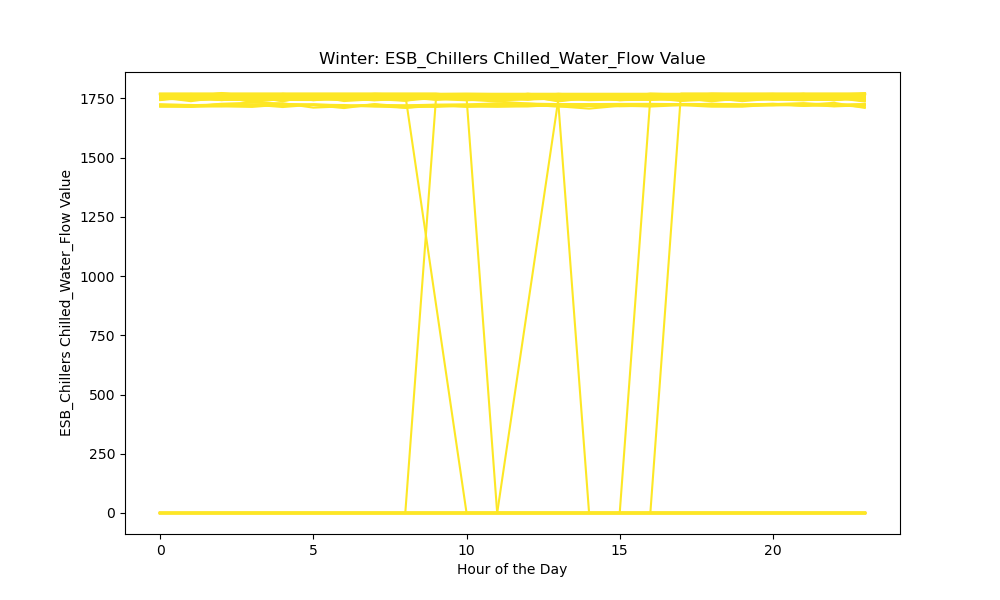 Winter: ESB_Chillers Chilled_Water_Flow Value
ESB_Chillers Chilled_Water_Flow Value
1750
1500
1250
1000
750
500
250
0
0 5 10 15 20
Hour of the Day